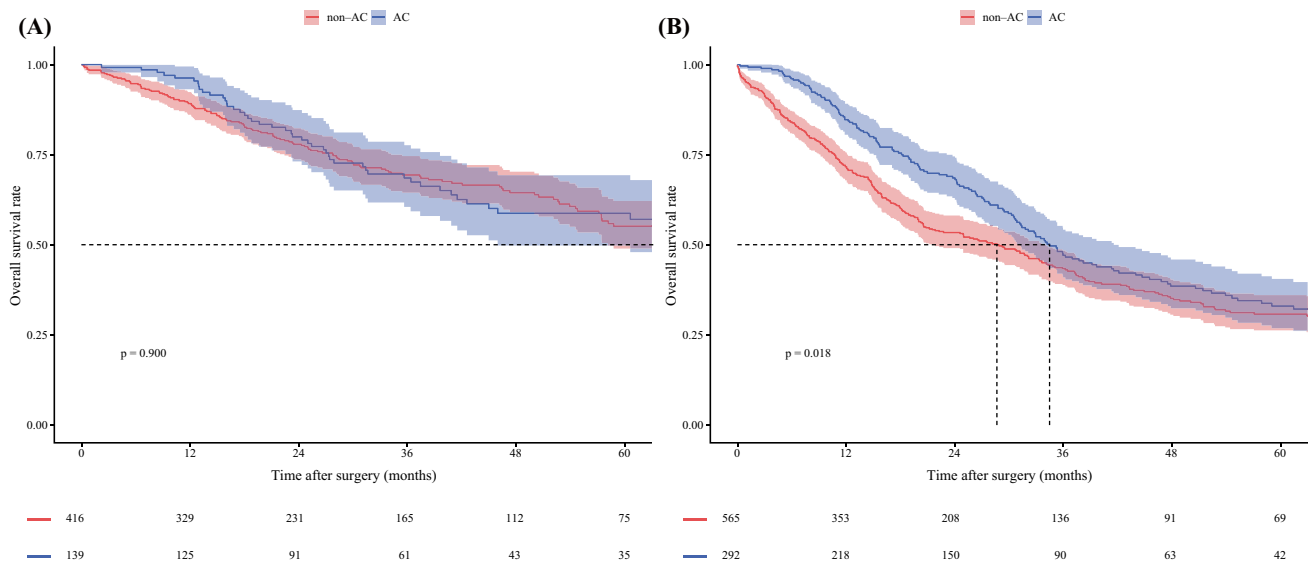 (A)
non–AC AC
Overall survival rate
1.00
0.75
0.50
0.25
0.00
p = 0.900
0 12 24 36 48 60
Time after surgery (months)
416 329 231 165 112 75
139 125 91 61 43 35
(B)
non–AC AC
Overall survival rate
1.00
0.75
0.50
0.25
0.00
p = 0.018
0 12 24 36 48 60
Time after surgery (months)
565 353 208 136 91 69
292 218 150 90 63 42